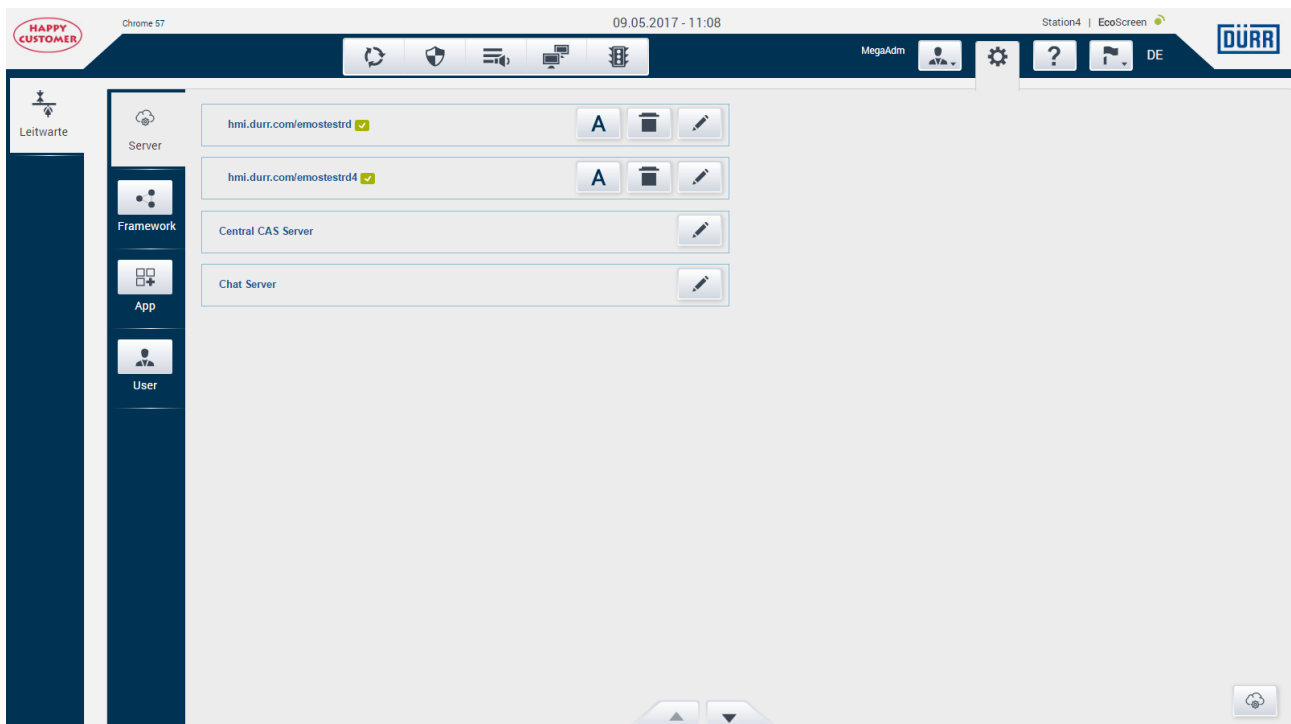 HAPPY
CUSTOMER
Chrome 57
09.05.2017 - 11:08
Station4 | EcoScreen
DÜRR
MegaAdm
?
DE
Leitwarte
Server
Framework
App
User
hmi.durr.com/emostestrd
A
hmi.durr.com/emostestrd4
A
Central CAS Server
Chat Server